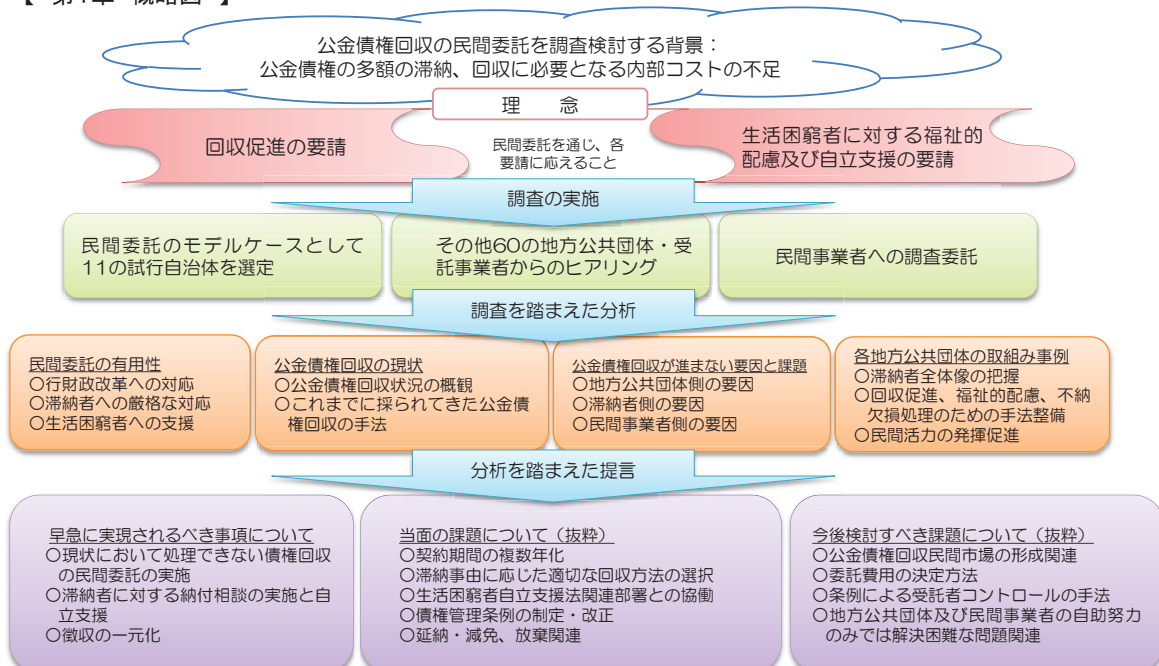 公金債権回収の民間委託を調査検討する背景：
公金債権の多額の滞納、回収に必要となる内部コストの不足
理　念
回収促進の要請
民間委託を通じ、各
要請に応えること
生活困窮者に対する福祉的
配慮及び自立支援の要請
調査の実施
民間委託のモデルケースとして
11の試行自治体を選定
その他60の地方公共団体・受
託事業者からのヒアリング
民間事業者への調査委託
調査を踏まえた分析
民間委託の有用性
○行財政改革への対応
○滞納者への厳格な対応
○生活困窮者への支援
公金債権回収の現状
○公金債権回収状況の概観
○これまでに採られてきた公金債
権回収の手法
公金債権回収が進まない要因と課題
○地方公共団体側の要因
○滞納者側の要因
○民間事業者側の要因
各地方公共団体の取組み事例
○滞納者全体像の把握
○回収促進、福祉的配慮、不納
欠損処理のための手法整備
○民間活力の発揮促進
分析を踏まえた提言
早急に実現されるべき事項について
○現状において処理できない債権回収
の民間委託の実施
○滞納者に対する納付相談の実施と自
立支援
○徴収の一元化
当面の課題について（抜粋）
○契約期間の複数年化
○滞納事由に応じた適切な回収方法の選択
○生活困窮者自立支援法関連部署との協働
○債権管理条例の制定・改正
○延納・減免、放棄関連
今後検討すべき課題について（抜粋）
○公金債権回収民間市場の形成関連
○委託費用の決定方法
○条例による受託者コントロールの手法
○地方公共団体及び民間事業者の自助努力
のみでは解決困難な問題関連